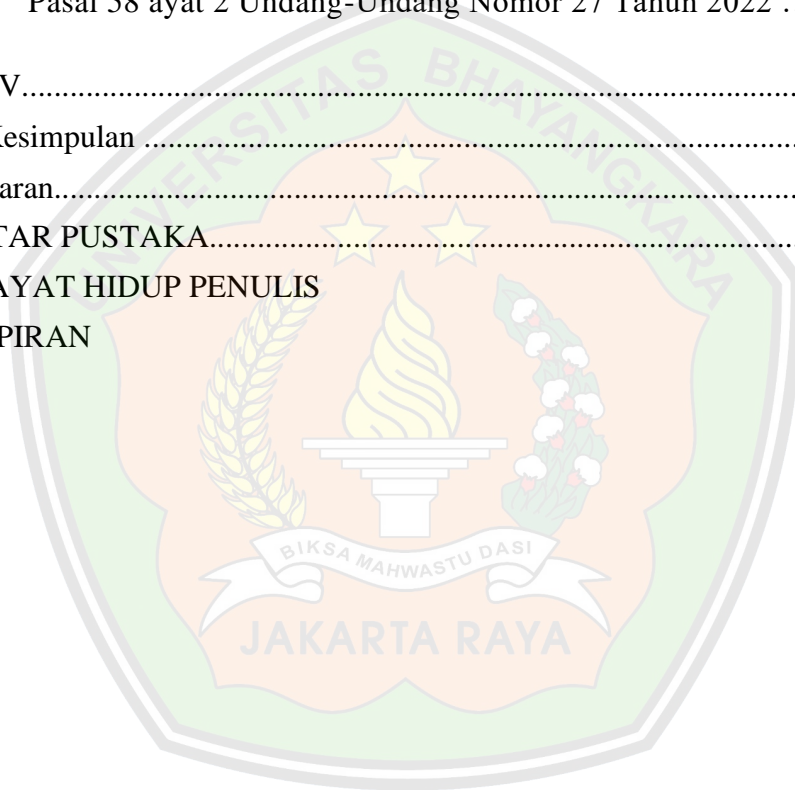 Pasal 58 ayat 2 Undang-Undang Nomor 27 Tahun 2022 .
V....................................................................................................
Kesimpulan ....................................................................................
aran................................................................................................
TAR PUSTAKA............................................................................
AYAT HIDUP PENULIS
PIRAN
UNIVERSITAS BHAYANGKARA
BIKSA MAHWASTU DASI
JAKARTA RAYA